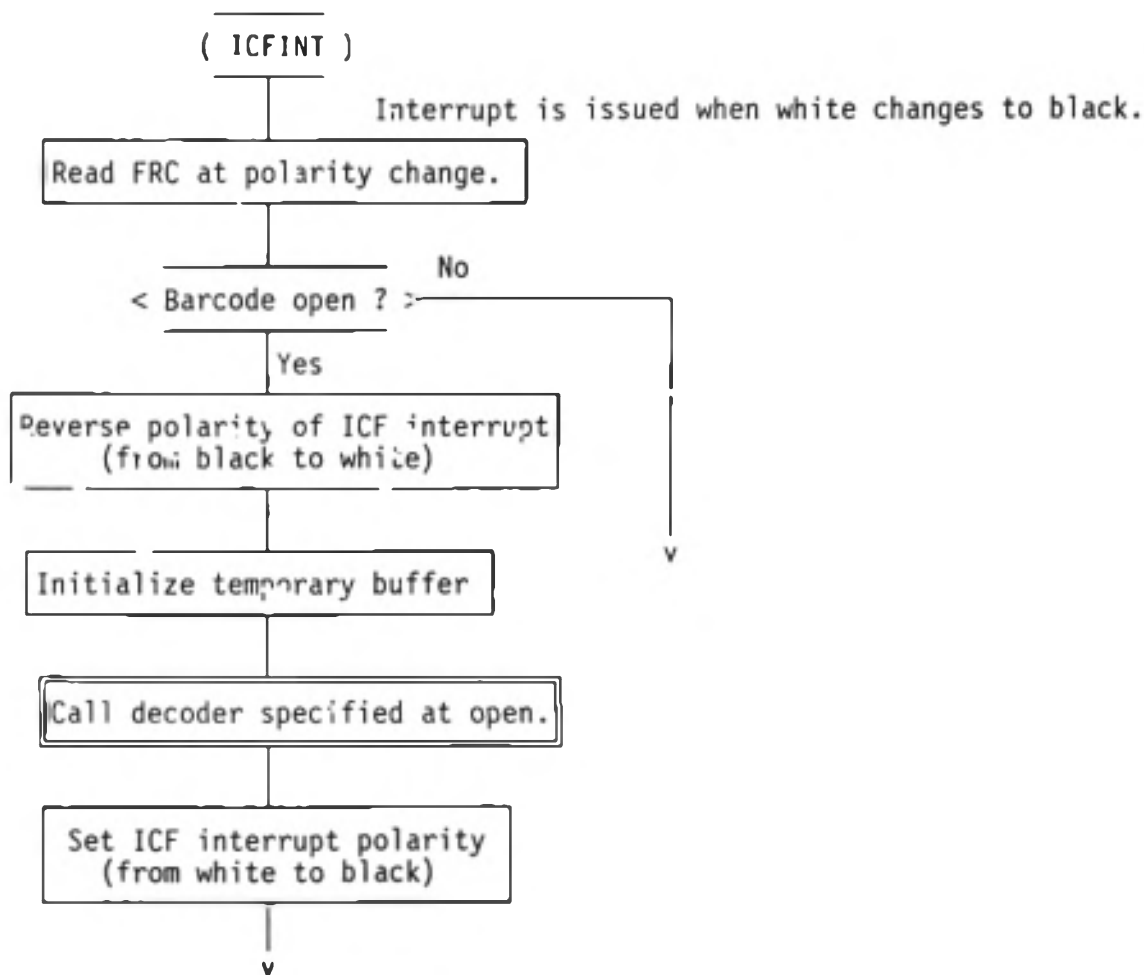 ( ICFINT )
Interrupt is issued when white changes to black.
Read FRC at polarity change.
No
< Barcode open ? >
Yes
Reverse polarity of ICF interrupt
(from black to white)
v
Initialize temporary buffer
Call decoder specified at open.
Set ICF interrupt polarity
(from white to black)
v